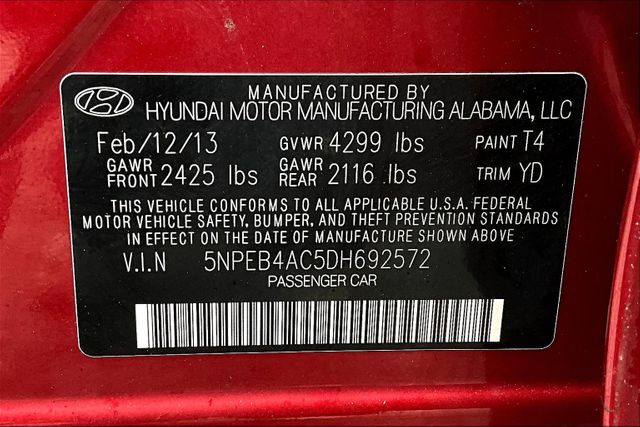 MANUFACTURED BY
HYUNDAI MOTOR MANUFACTURING ALABAMA, LLC
Feb/12/13 GVWR 4299 lbs PAINT T4
GAWR FRONT 2425 lbs GAWR REAR 2116 lbs TRIM YD
THIS VEHICLE CONFORMS TO ALL APPLICABLE U.S.A. FEDERAL
MOTOR VEHICLE SAFETY, BUMPER, AND THEFT PREVENTION STANDARDS
IN EFFECT ON THE DATE OF MANUFACTURE SHOWN ABOVE
V.I.N 5NPEB4AC5DH692572
PASSENGER CAR